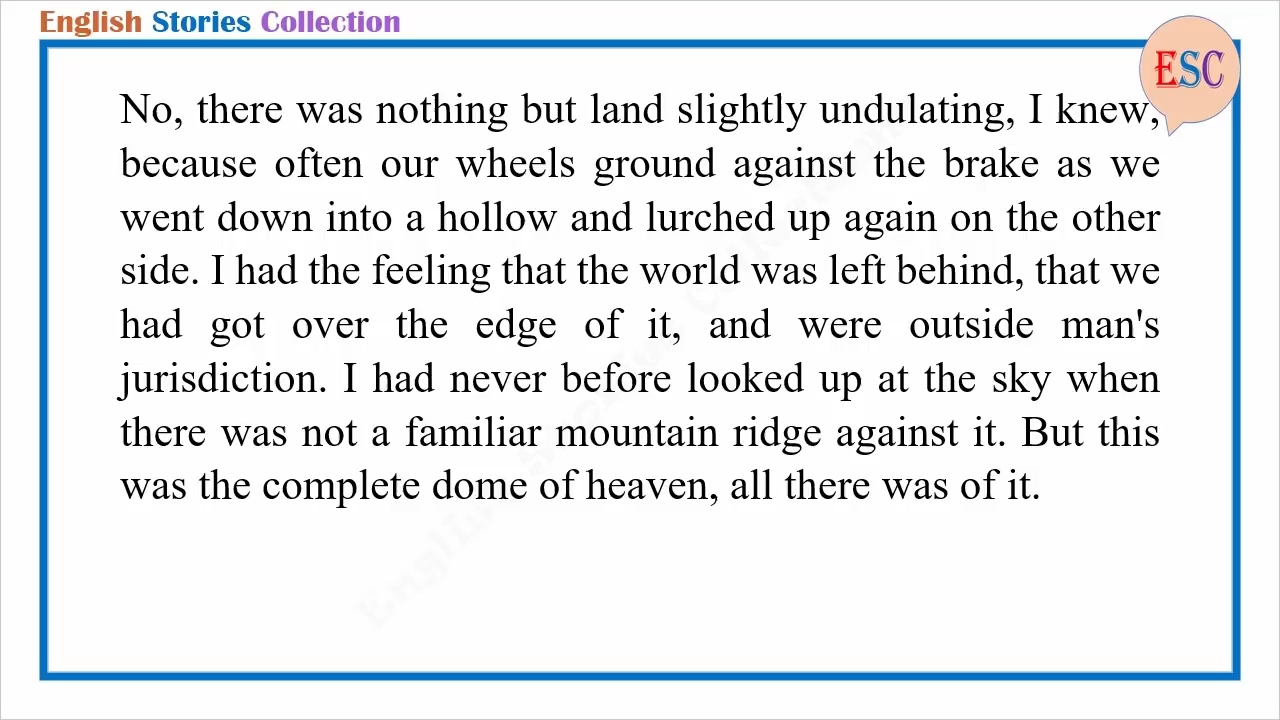 English Stories Collection
ESC
No, there was nothing but land slightly undulating, I knew,
because often our wheels ground against the brake as we
went down into a hollow and lurched up again on the other
side. I had the feeling that the world was left behind, that we
had got over the edge of it, and were outside man's
jurisdiction. I had never before looked up at the sky when
there was not a familiar mountain ridge against it. But this
was the complete dome of heaven, all there was of it.